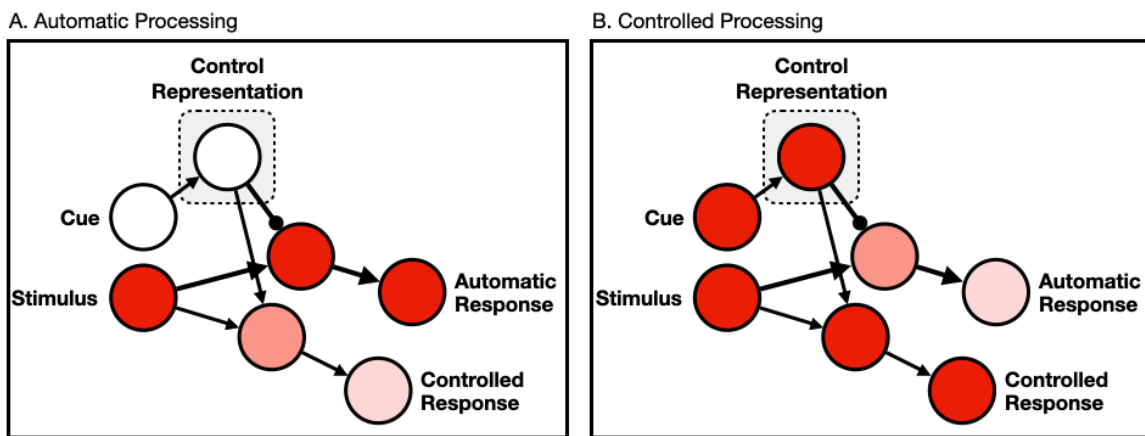 A. Automatic Processing
Control
Representation
Cue
Stimulus
Automatic
Response
Controlled
Response
B. Controlled Processing
Control
Representation
Cue
Stimulus
Automatic
Response
Controlled
Response